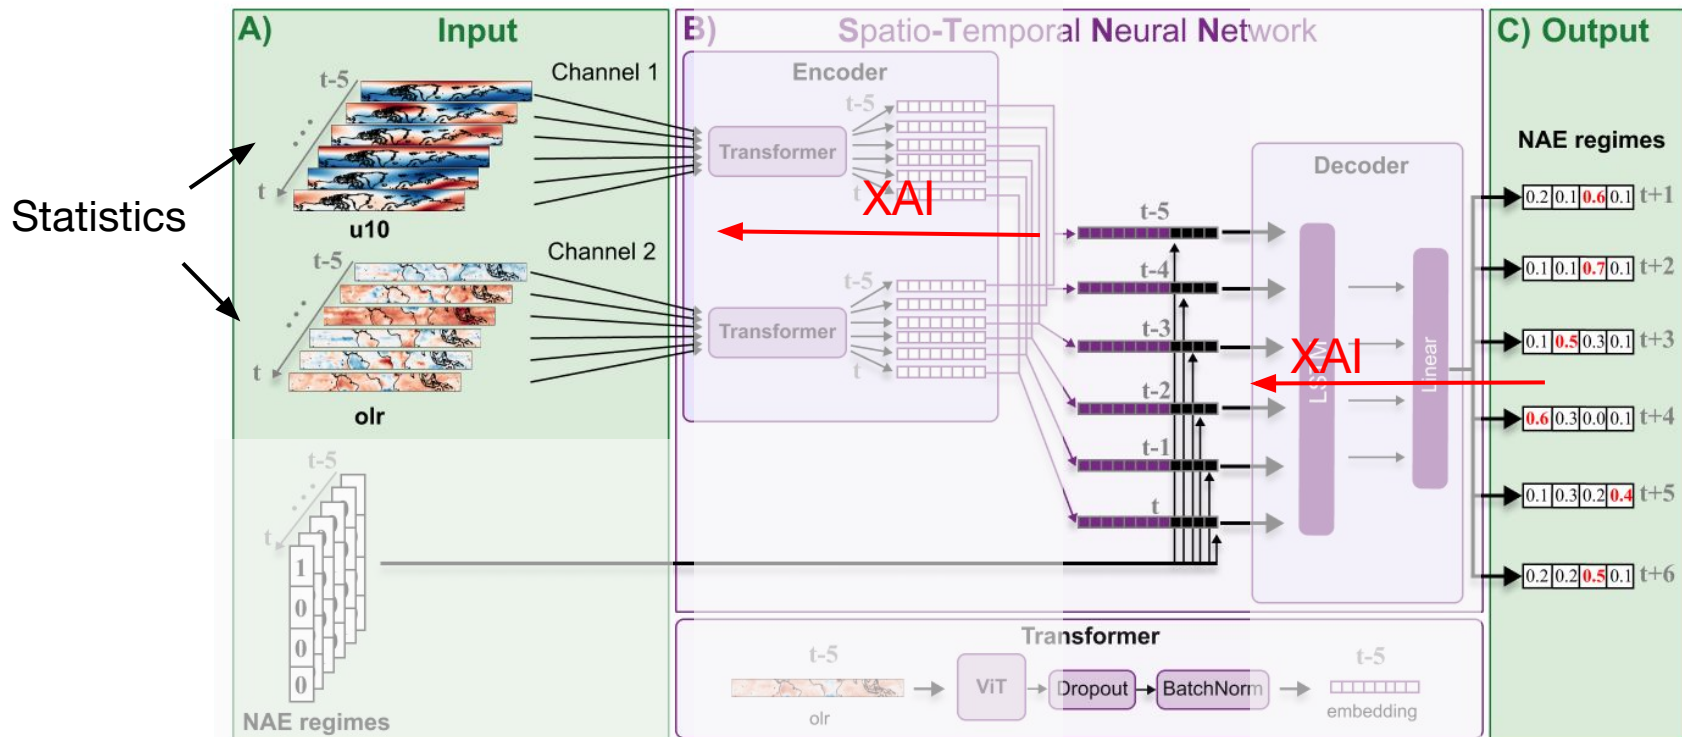 A) Input
t-5
Channel 1
t
u10
Statistics
t-5
Channel 2
t
olr
t-5
t
1
0
0
0
NAE regimes
B) Spatio-Temporal Neural Network
Encoder
t-5
Transformer
t
XAI
t-5
Transformer
t
t-5
t-4
t-3
t-2
t-1
t
Decoder
XAI
Linear
Transformer
t-5
olr
ViT
Dropout
BatchNorm
t-5
embedding
C) Output
NAE regimes
0.2 0.1 0.6 0.1 t+1
0.1 0.1 0.7 0.1 t+2
0.1 0.5 0.3 0.1 t+3
0.6 0.3 0.0 0.1 t+4
0.1 0.3 0.2 0.4 t+5
0.2 0.2 0.5 0.1 t+6